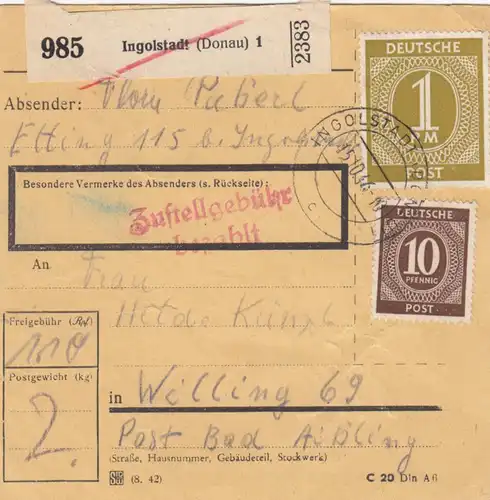 985 Ingolstadt (Donau) 1 2383
DEUTSCHE
1
M
POST
Absender:
Etting 115 b.
INGOLSTADT
Besondere Vermerke des Absenders (s. Rückseite):
Zustellgebühr
bezahlt
c
DEUTSCHE
10
PFENNIG
POST
An
Frau
Freigebühr (Rpf)
110
Postgewicht (kg)
2.
in Willing 69
Post Bad Aibling
(Straße, Hausnummer, Gebäudeteil, Stockwerk)
(8. 42) C 20 Din A6